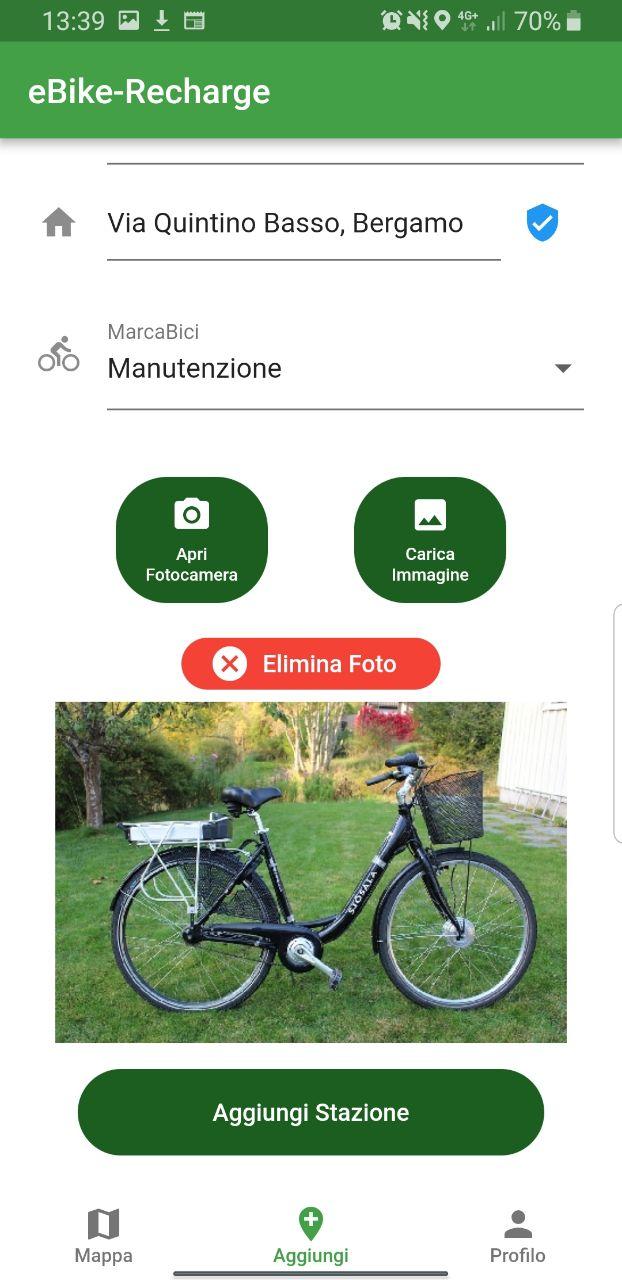 13:39 4G+ 70%
eBike-Recharge
Via Quintino Basso, Bergamo
MarcaBici
Manutenzione
Apri
Fotocamera
Carica
Immagine
Elimina Foto
SJOSALA
Aggiungi Stazione
Mappa
Aggiungi
Profilo